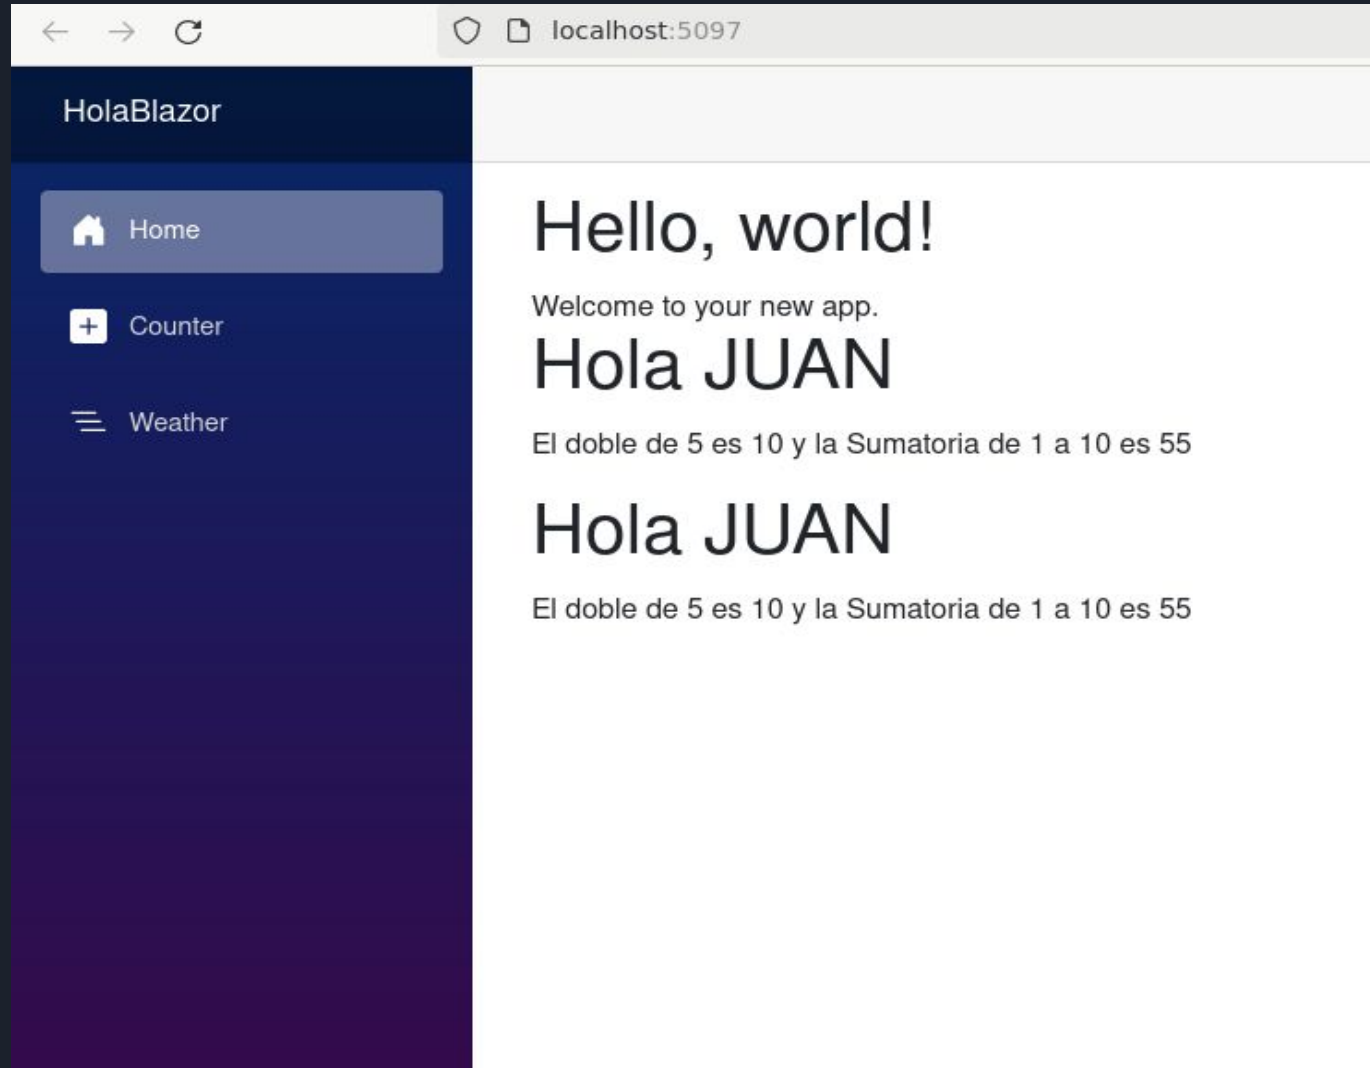 localhost:5097
HolaBlazor
Home
Counter
Weather
Hello, world!
Welcome to your new app.
Hola JUAN
El doble de 5 es 10 y la Sumatoria de 1 a 10 es 55
Hola JUAN
El doble de 5 es 10 y la Sumatoria de 1 a 10 es 55